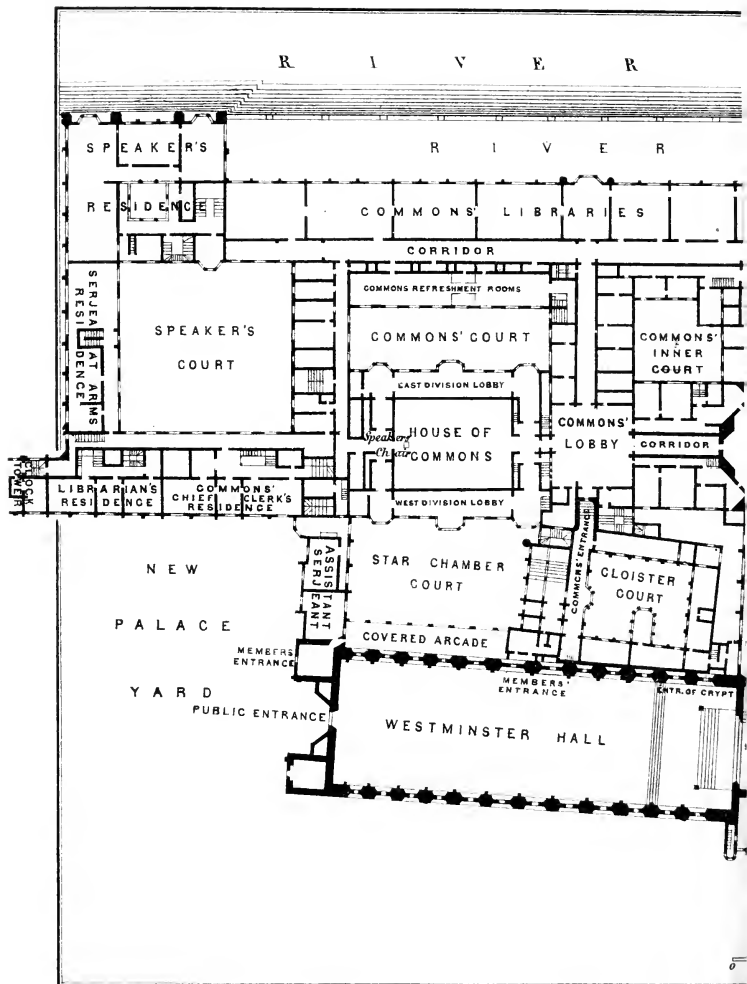 RIVER
SPEAKER'S
RESIDENCE
RIVER
COMMONS' LIBRARIES
CORRIDOR
COMMONS REFRESHMENT ROOMS
SERJEANT AT ARMS
RESIDENCE
SPEAKER'S
COURT
COMMONS' COURT
COMMONS'
INNER
COURT
EAST DIVISION LOBBY
Speaker's
Chair
HOUSE OF
COMMONS
COMMONS'
LOBBY
CORRIDOR
WEST DIVISION LOBBY
CLOCK
TOWER
LIBRARIAN'S
RESIDENCE
COMMONS'
CHIEF CLERK'S
RESIDENCE
COMMONS' ENTRANCE
ASSISTANT
SERJEANT
STAR CHAMBER
COURT
CLOISTER
COURT
NEW
PALACE
YARD
COVERED ARCADE
MEMBERS'
ENTRANCE
PUBLIC ENTRANCE
MEMBERS'
ENTRANCE
ENTR. OF CRYPT
WESTMINSTER HALL
0